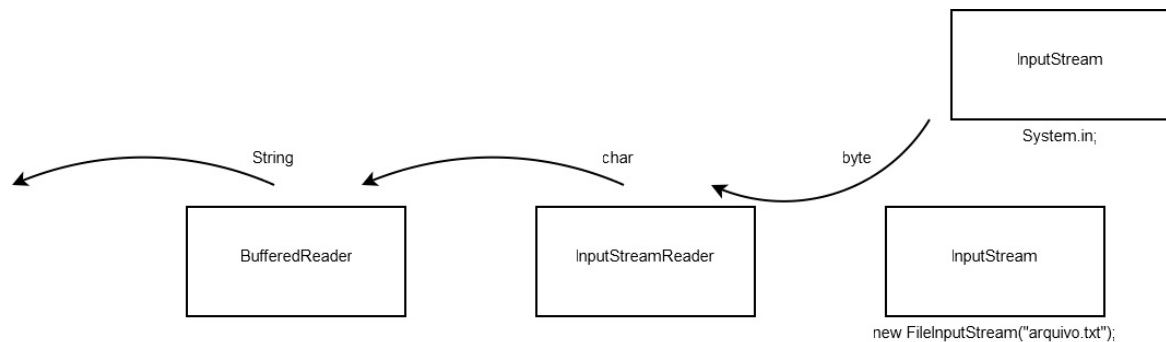 InputStream
System.in;
String
char
byte
BufferedReader
InputStreamReader
InputStream
new FileInputStream("arquivo.txt");